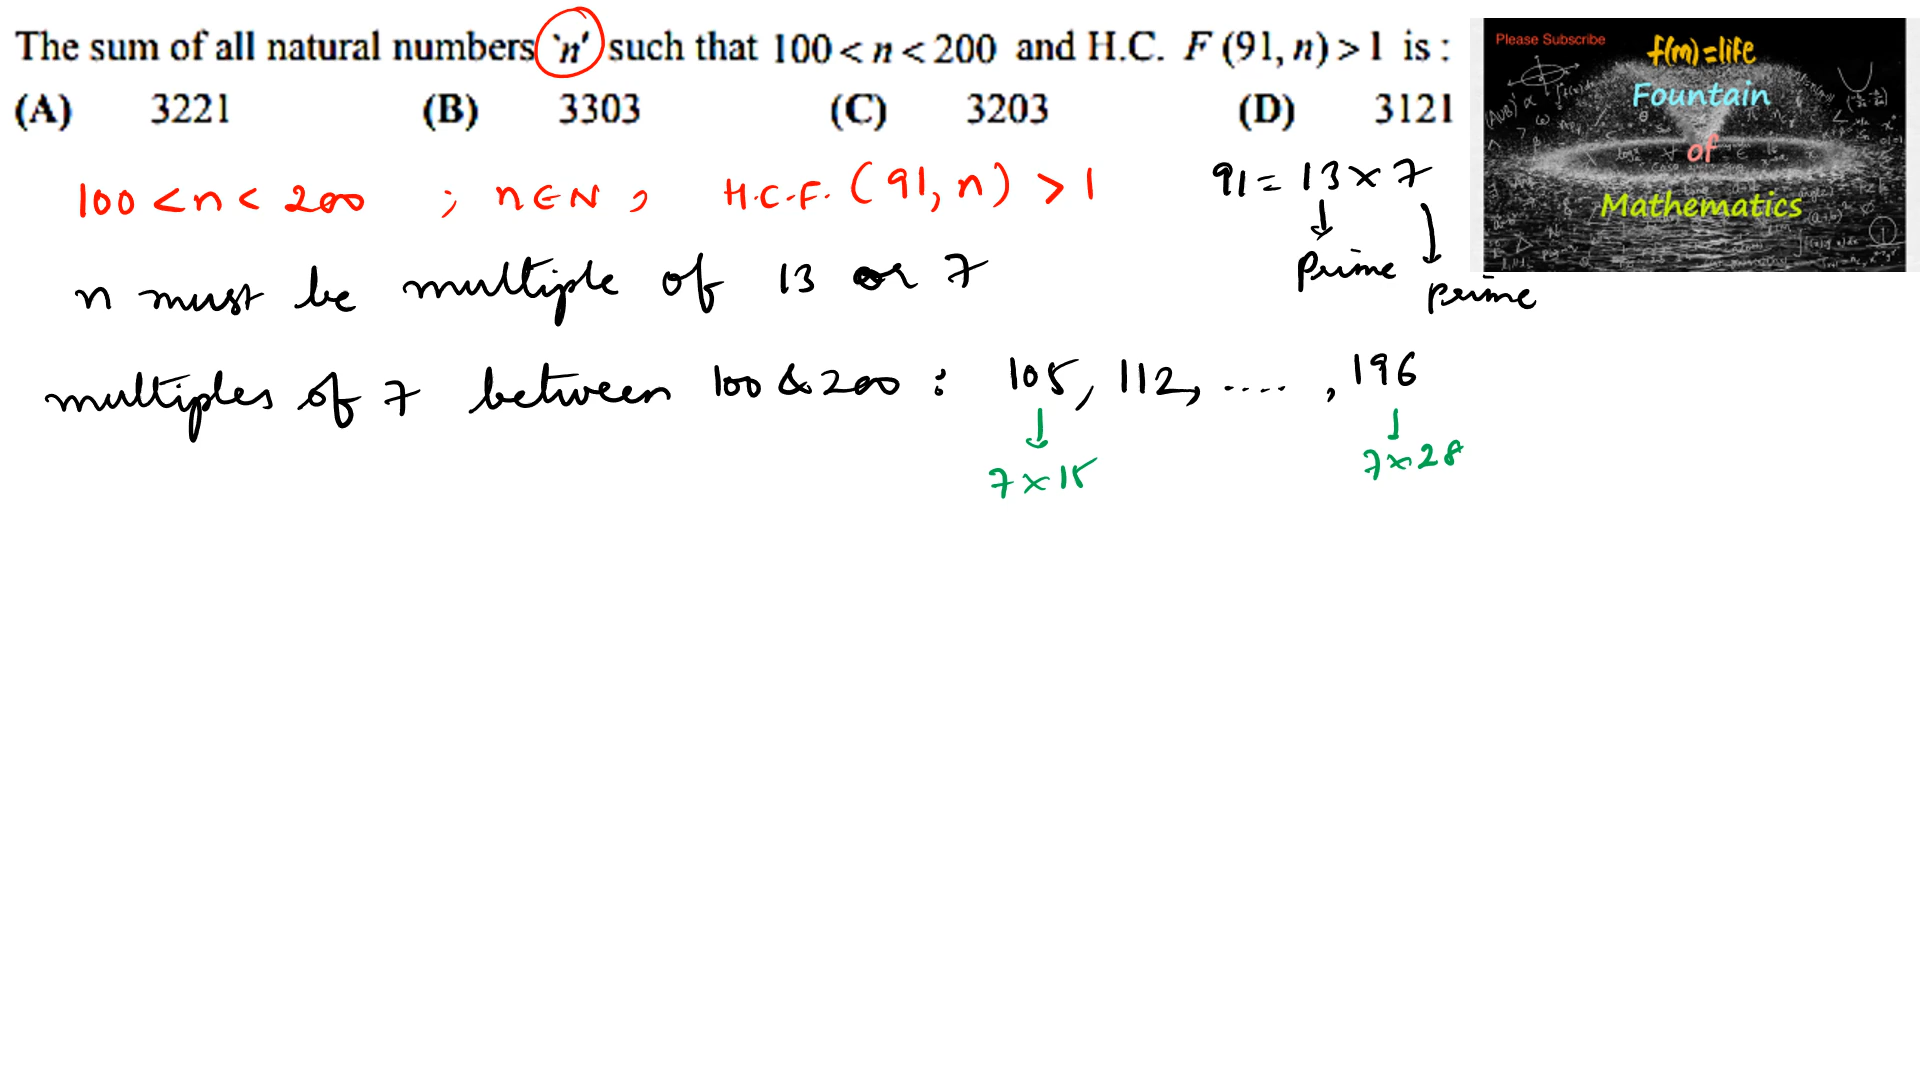 The sum of all natural numbers 'n' such that 100 < n < 200 and H.C. F (91, n) > 1 is :
(A) 3221 (B) 3303 (C) 3203 (D) 3121
Please Subscribe
f(m)=life
Fountain
of
Mathematics
100 < n < 200 ; n ∈ N , H.C.F. (91, n) > 1
91 = 13 × 7
↓ ↓
Prime Prime
n must be multiple of 13 or 7
multiples of 7 between 100 & 200 : 105, 112, ...., 196
↓ ↓
7 × 15 7 × 28